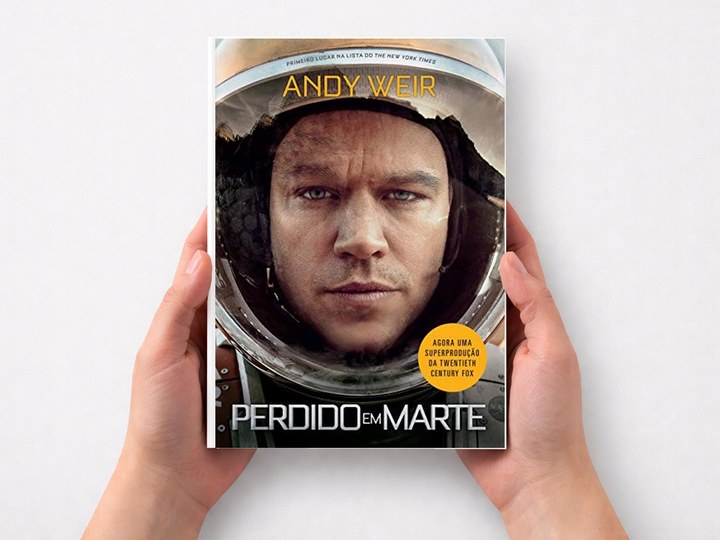 PRIMEIRO LUGAR NA LISTA DO THE NEW YORK TIMES
ANDY WEIR
AGORA UMA
SUPERPRODUÇÃO
DA TWENTIETH
CENTURY FOX
PERDIDO EM MARTE